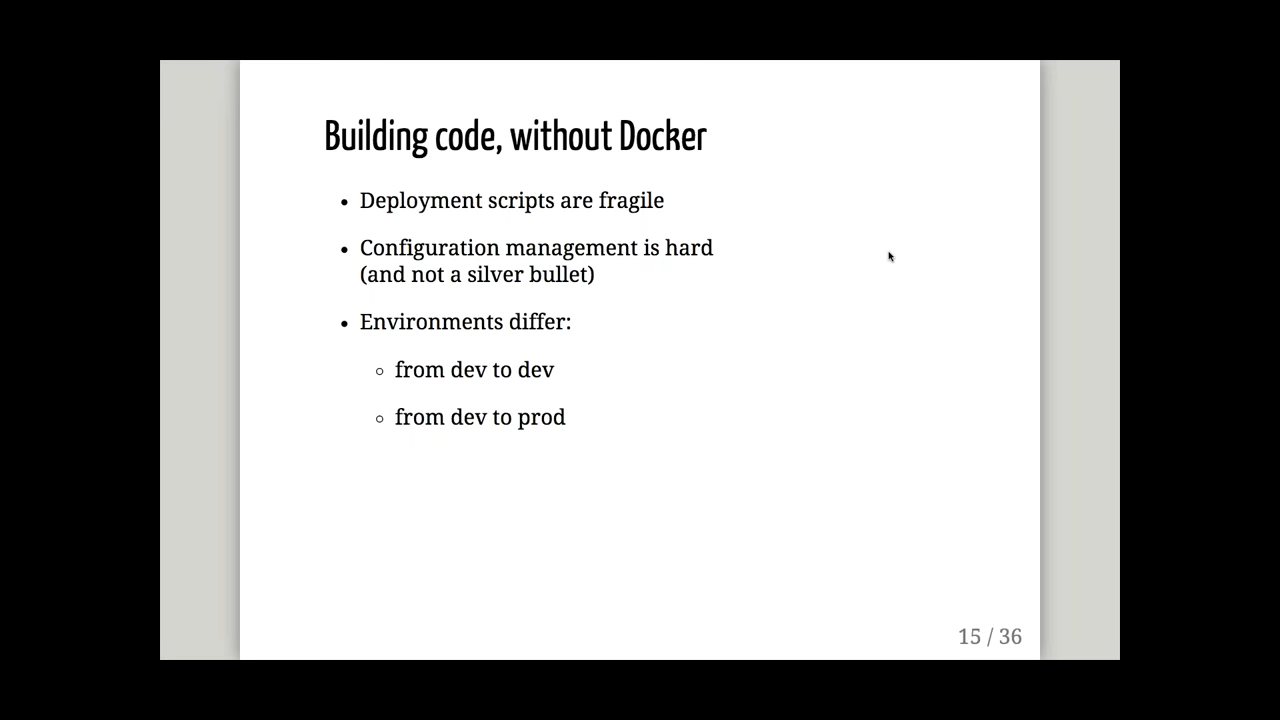 Building code, without Docker
• Deployment scripts are fragile
• Configuration management is hard
(and not a silver bullet)
• Environments differ:
○ from dev to dev
○ from dev to prod
15 / 36